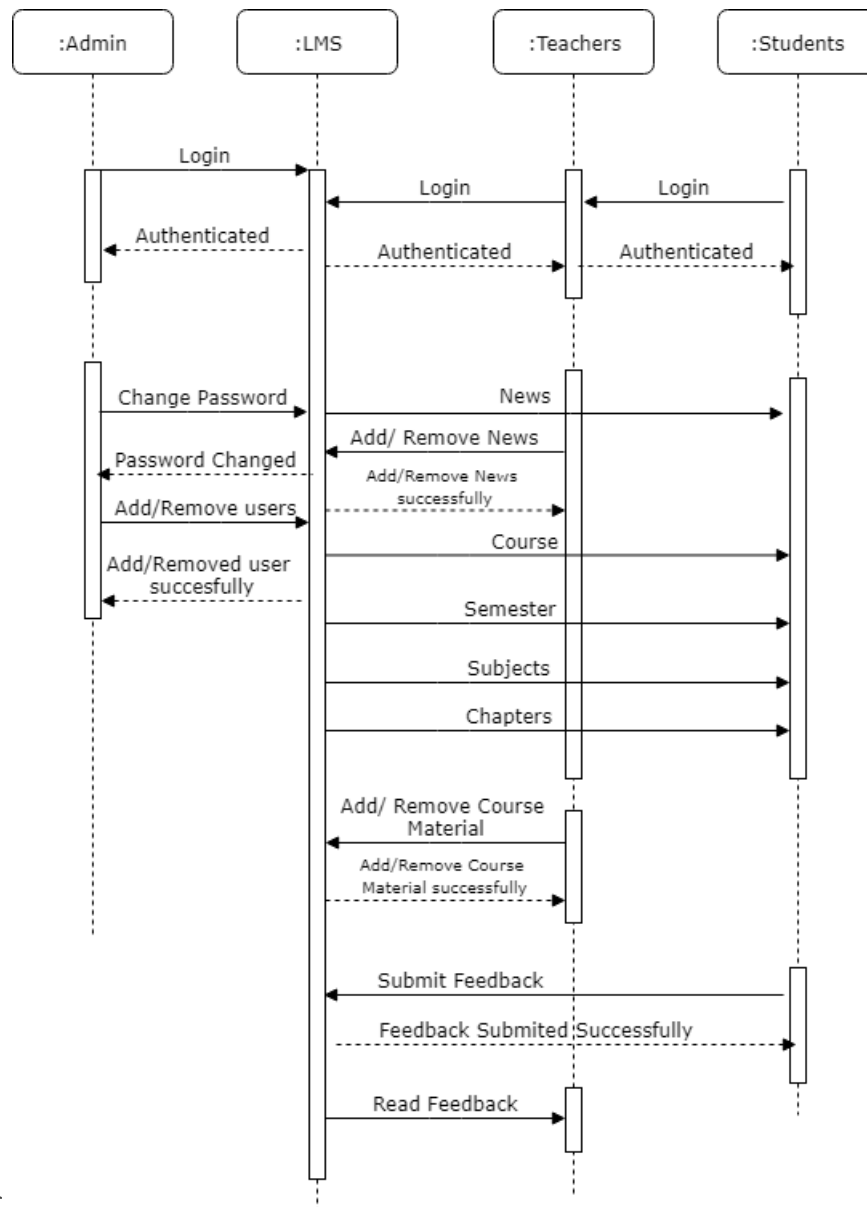 :Admin
:LMS
:Teachers
:Students
Login
Login
Login
Authenticated
Authenticated
Authenticated
Change Password
News
Add/ Remove News
Password Changed
Add/Remove News
successfully
Add/Remove users
Course
Add/Removed user
succesfully
Semester
Subjects
Chapters
Add/ Remove Course
Material
Add/Remove Course
Material successfully
Submit Feedback
Feedback Submited Successfully
Read Feedback